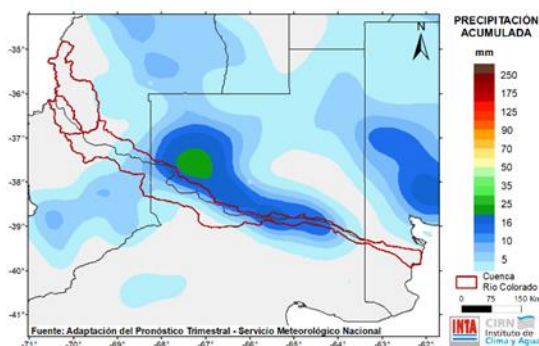 PRECIPITACIÓN
ACUMULADA
mm
250
175
125
100
70
50
35
25
20
16
10
5
Cuenca
Río Colorado
0 75 150 Km
INTA
CIRN
Instituto de
Clima y Agua
N
-35°
-36°
-37°
-38°
-39°
-40°
-41°
-71° -70° -69° -68° -67° -66° -65° -64° -63° -62°
Fuente: Adaptación del Pronóstico Trimestral - Servicio Meteorológico Nacional